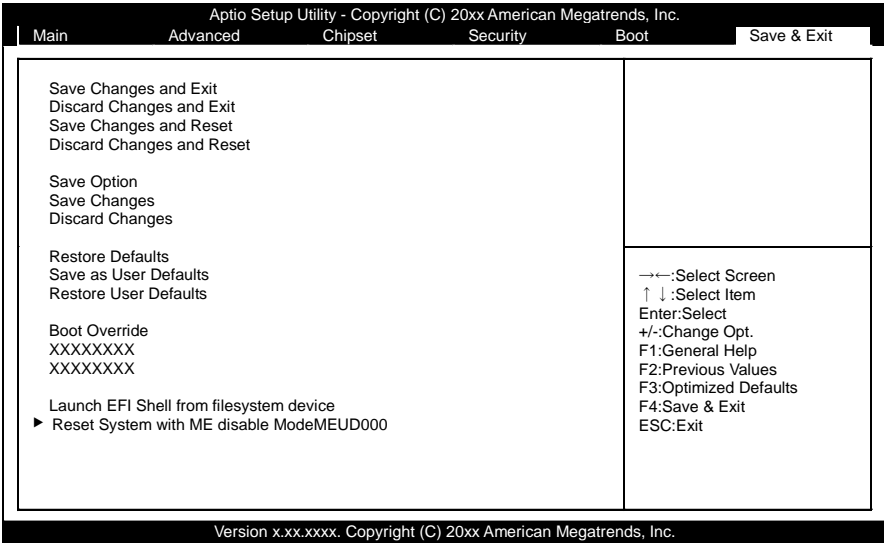 Aptio Setup Utility - Copyright (C) 20xx American Megatrends, Inc.
Main Advanced Chipset Security Boot Save & Exit
Save Changes and Exit
Discard Changes and Exit
Save Changes and Reset
Discard Changes and Reset
Save Option
Save Changes
Discard Changes
Restore Defaults
Save as User Defaults
Restore User Defaults
Boot Override
XXXXXXXX
XXXXXXXX
Launch EFI Shell from filesystem device
▶ Reset System with ME disable ModeMEUD000
→←:Select Screen
↑↓:Select Item
Enter:Select
+/-:Change Opt.
F1:General Help
F2:Previous Values
F3:Optimized Defaults
F4:Save & Exit
ESC:Exit
Version x.xx.xxxx. Copyright (C) 20xx American Megatrends, Inc.